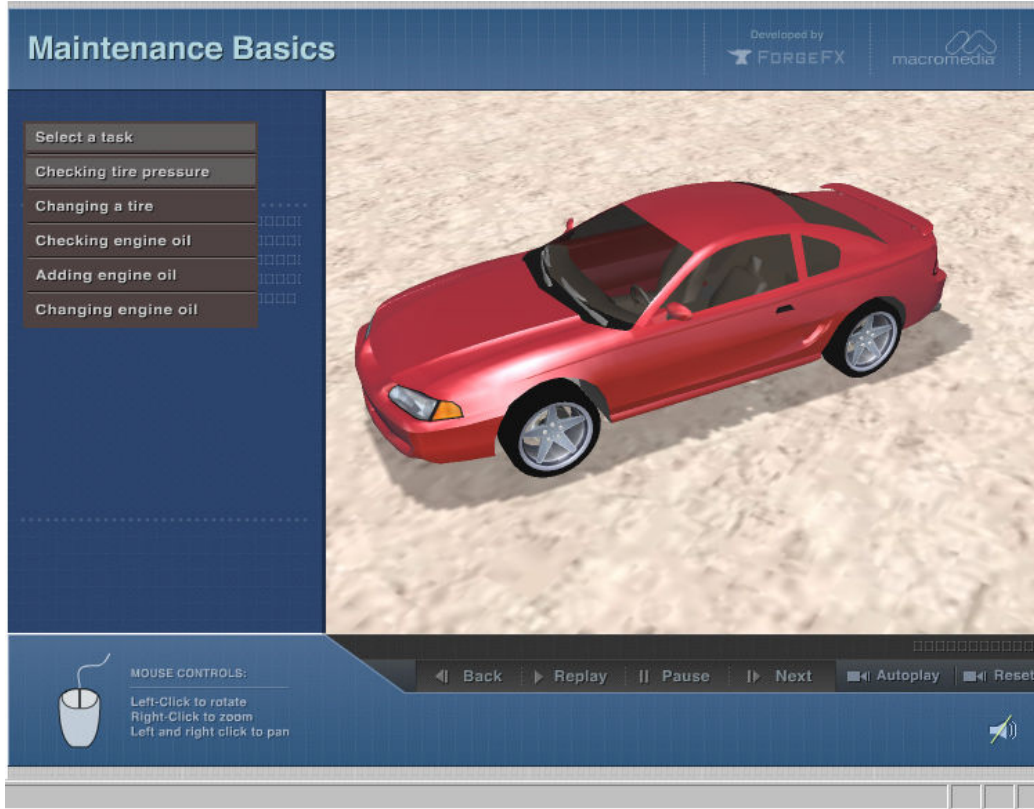 Maintenance Basics
Developed by
FORGEFX
macromedia
Select a task
Checking tire pressure
Changing a tire
Checking engine oil
Adding engine oil
Changing engine oil
Back
Replay
Pause
Next
Autoplay
Reset
MOUSE CONTROLS:
Left-Click to rotate
Right-Click to zoom
Left and right click to pan